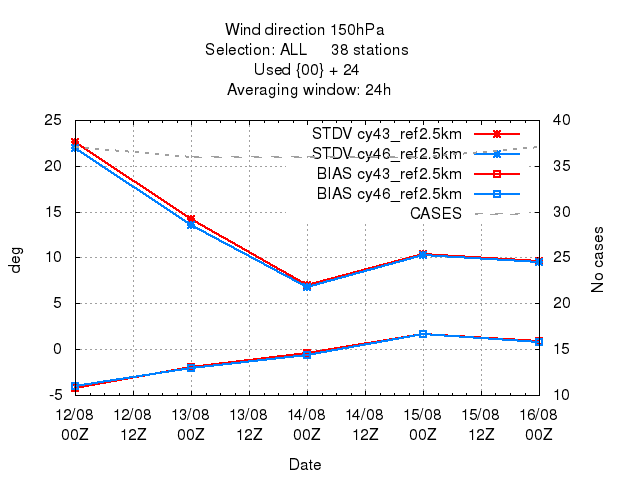 Wind direction 150hPa
Selection: ALL     38 stations
Used {00} + 24
Averaging window: 24h
25 40
STDV cy43_ref2.5km
STDV cy46_ref2.5km
20 35
BIAS cy43_ref2.5km
BIAS cy46_ref2.5km
15 30
CASES
10 25
deg
No cases
5 20
0 15
-5 10
12/08 12/08 13/08 13/08 14/08 14/08 15/08 15/08 16/08
00Z 12Z 00Z 12Z 00Z 12Z 00Z 12Z 00Z
Date